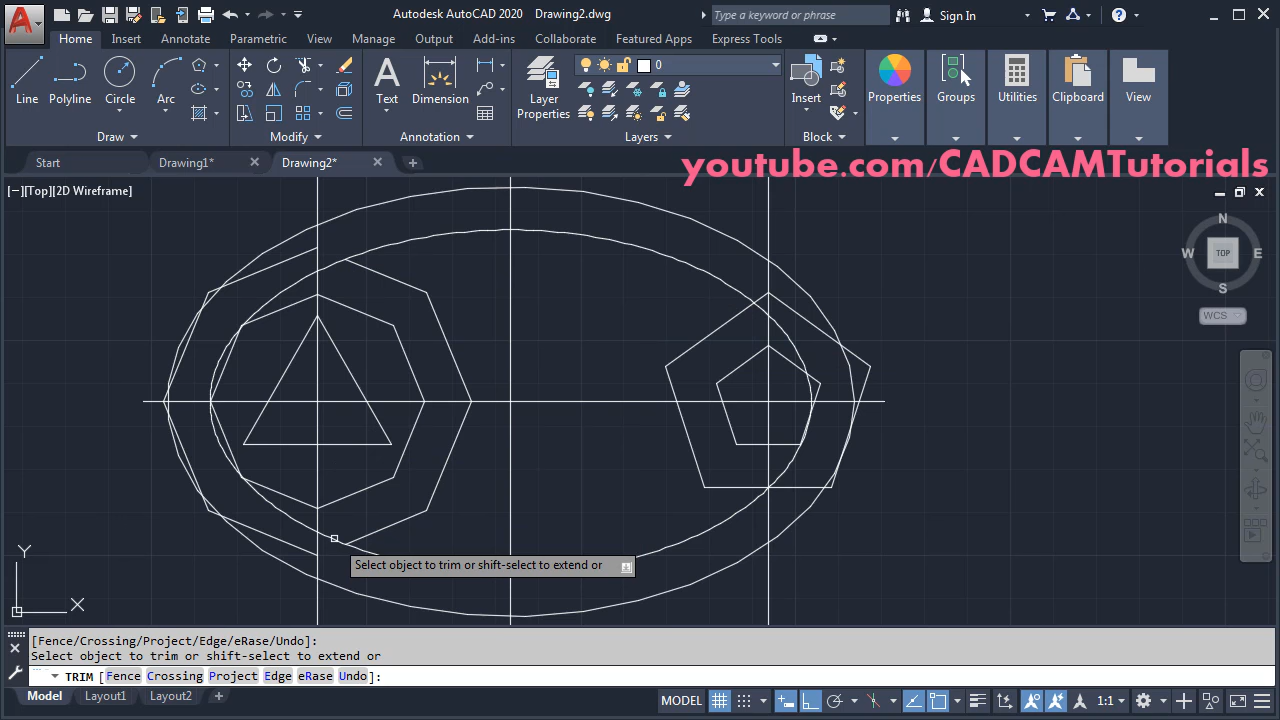 Autodesk AutoCAD 2020 Drawing2.dwg
Type a keyword or phrase
Sign In
Home Insert Annotate Parametric View Manage Output Add-ins Collaborate Featured Apps Express Tools
Line Polyline Circle Arc
Text Dimension
Layer
Properties
0
Insert
Properties Groups Utilities Clipboard View
Draw Modify Annotation Layers Block
Start Drawing1* Drawing2*
youtube.com/CADCAMTutorials
[−][Top][2D Wireframe]
N
W TOP E
S
WCS
Y
X
Select object to trim or shift-select to extend or
[Fence/Crossing/Project/Edge/eRase/Undo]:
Select object to trim or shift-select to extend or
TRIM [Fence Crossing Project Edge eRase Undo]:
Model Layout1 Layout2
MODEL
1:1